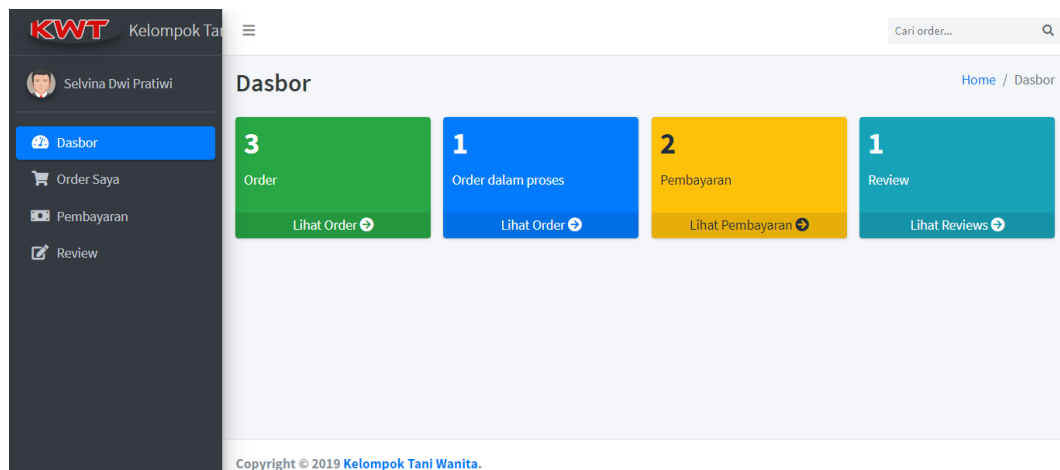 KWT Kelompok Tai
Cari order...
Selvina Dwi Pratiwi
Dasbor
Order Saya
Pembayaran
Review
Dasbor
Home / Dasbor
3
Order
Lihat Order
1
Order dalam proses
Lihat Order
2
Pembayaran
Lihat Pembayaran
1
Review
Lihat Reviews
Copyright © 2019 Kelompok Tani Wanita.